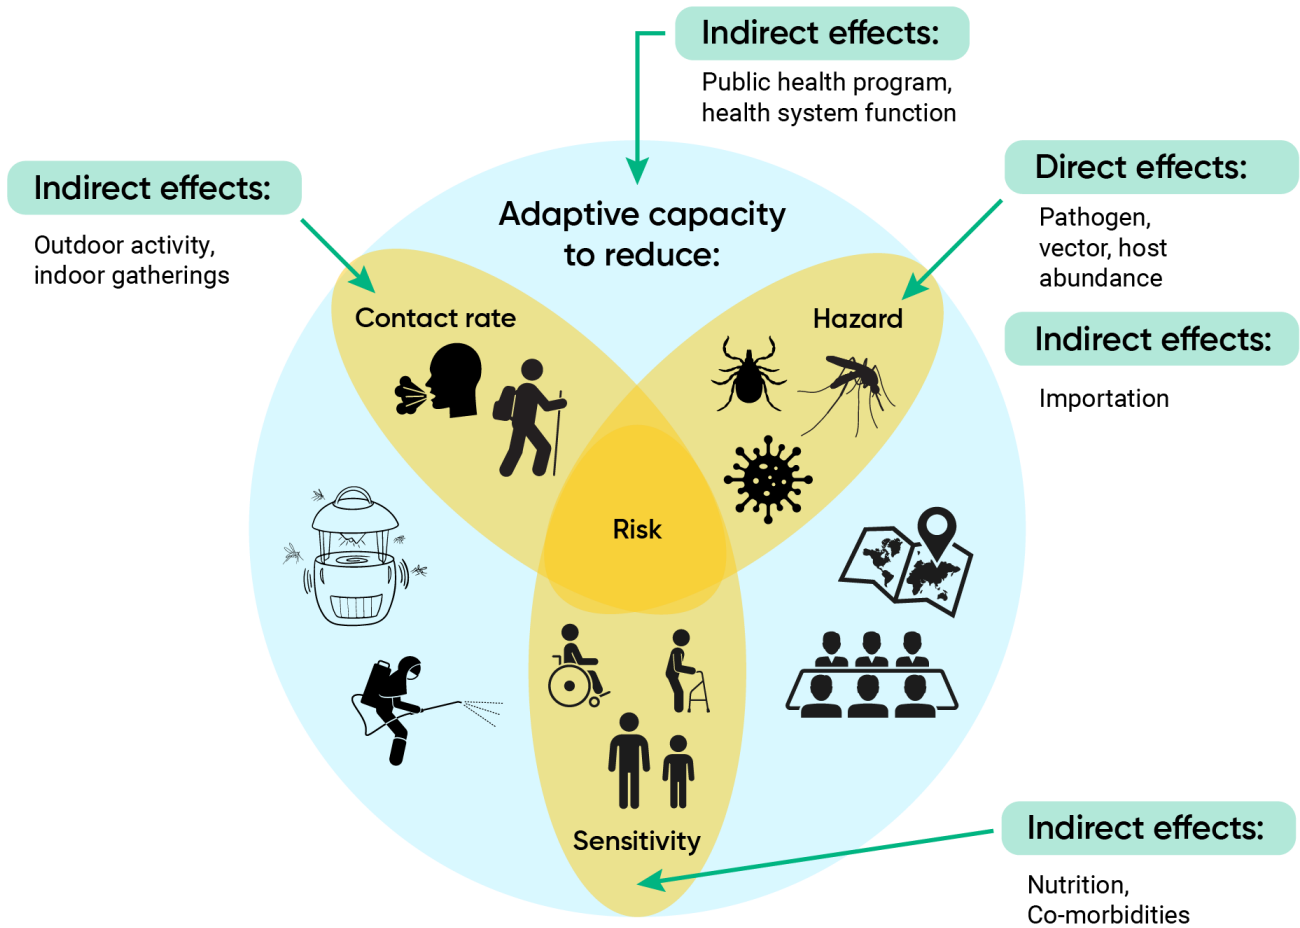 Indirect effects:
Public health program,
health system function
Indirect effects:
Outdoor activity,
indoor gatherings
Direct effects:
Pathogen,
vector, host
abundance
Indirect effects:
Importation
Adaptive capacity
to reduce:
Contact rate
Hazard
Risk
Sensitivity
Indirect effects:
Nutrition,
Co-morbidities